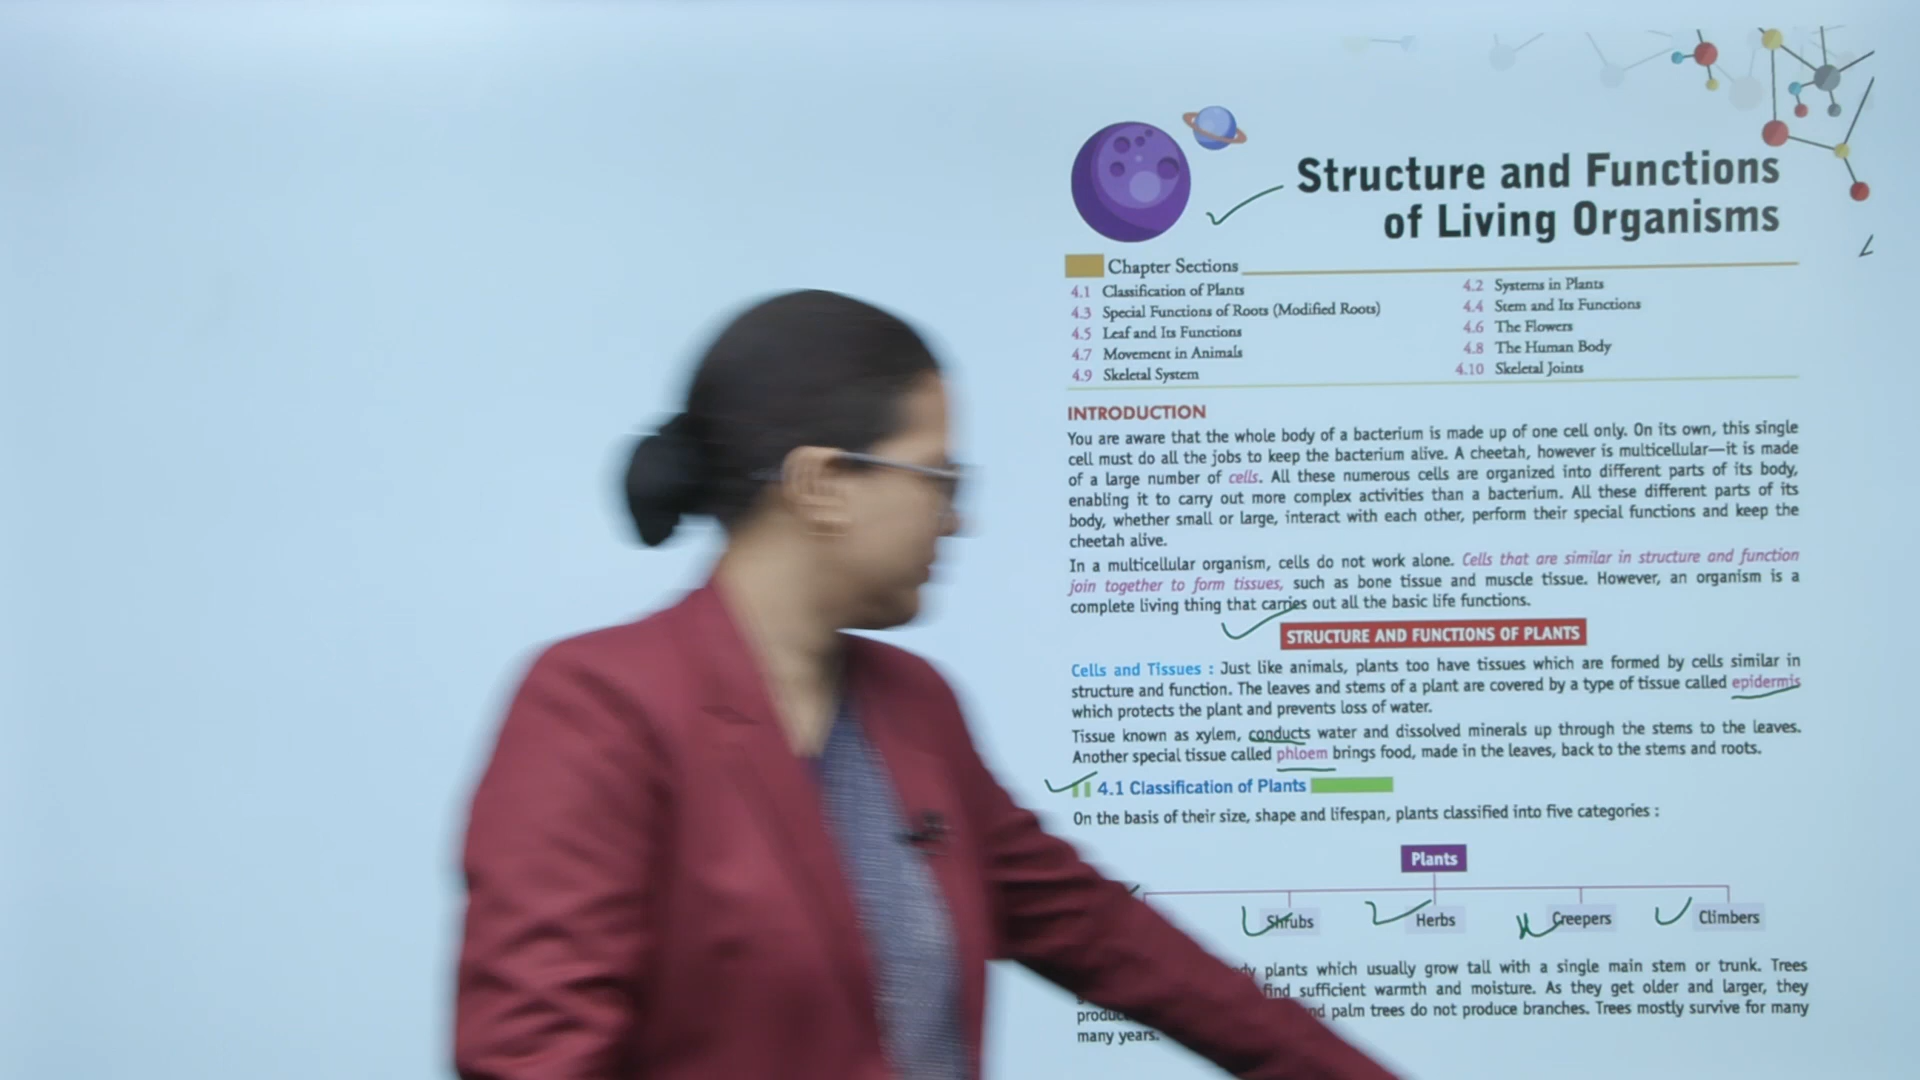 Structure and Functions
of Living Organisms
Chapter Sections
4.1 Classification of Plants
4.2 Systems in Plants
4.3 Special Functions of Roots (Modified Roots)
4.4 Stem and Its Functions
4.5 Leaf and Its Functions
4.6 The Flowers
4.7 Movement in Animals
4.8 The Human Body
4.9 Skeletal System
4.10 Skeletal Joints
INTRODUCTION
You are aware that the whole body of a bacterium is made up of one cell only. On its own, this single
cell must do all the jobs to keep the bacterium alive. A cheetah, however is multicellular—it is made
of a large number of cells. All these numerous cells are organized into different parts of its body,
enabling it to carry out more complex activities than a bacterium. All these different parts of its
body, whether small or large, interact with each other, perform their special functions and keep the
cheetah alive.
In a multicellular organism, cells do not work alone. Cells that are similar in structure and function
join together to form tissues, such as bone tissue and muscle tissue. However, an organism is a
complete living thing that carries out all the basic life functions.
STRUCTURE AND FUNCTIONS OF PLANTS
Cells and Tissues : Just like animals, plants too have tissues which are formed by cells similar in
structure and function. The leaves and stems of a plant are covered by a type of tissue called epidermis
which protects the plant and prevents loss of water.
Tissue known as xylem, conducts water and dissolved minerals up through the stems to the leaves.
Another special tissue called phloem brings food, made in the leaves, back to the stems and roots.
4.1 Classification of Plants
On the basis of their size, shape and lifespan, plants classified into five categories :
Plants
Shrubs Herbs Creepers Climbers
plants which usually grow tall with a single main stem or trunk. Trees
find sufficient warmth and moisture. As they get older and larger, they
palm trees do not produce branches. Trees mostly survive for many
many years.